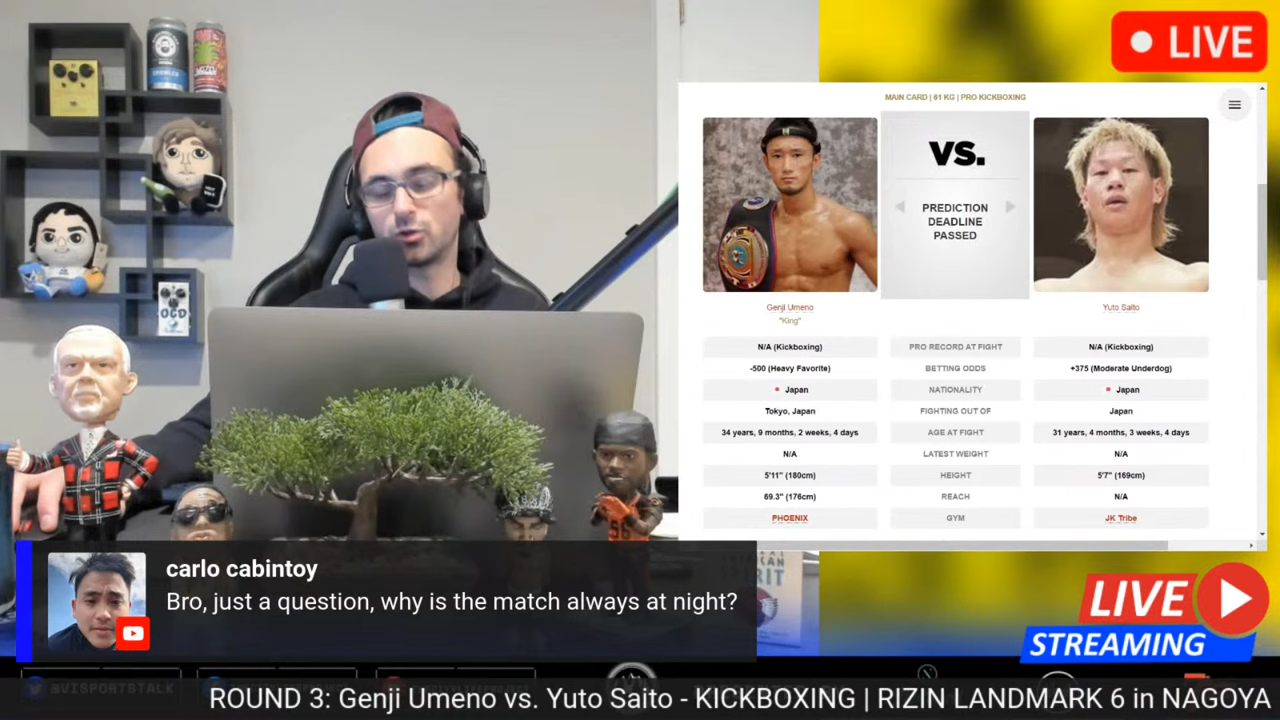 LIVE
CROWLER
OCD
MAIN CARD | 61 KG | PRO KICKBOXING
VS.
PREDICTION
DEADLINE
PASSED
Genji Umeno
"King"
Yuto Saito
N/A (Kickboxing) PRO RECORD AT FIGHT N/A (Kickboxing)
-500 (Heavy Favorite) BETTING ODDS +375 (Moderate Underdog)
Japan NATIONALITY Japan
Tokyo, Japan FIGHTING OUT OF Japan
34 years, 9 months, 2 weeks, 4 days AGE AT FIGHT 31 years, 4 months, 3 weeks, 4 days
N/A LATEST WEIGHT N/A
5'11" (180cm) HEIGHT 5'7" (169cm)
69.3" (176cm) REACH N/A
PHOENIX GYM JK Tribe
carlo cabintoy
Bro, just a question, why is the match always at night?
LIVE
STREAMING
@VISPORTSTALK
ROUND 3: Genji Umeno vs. Yuto Saito - KICKBOXING | RIZIN LANDMARK 6 in NAGOYA